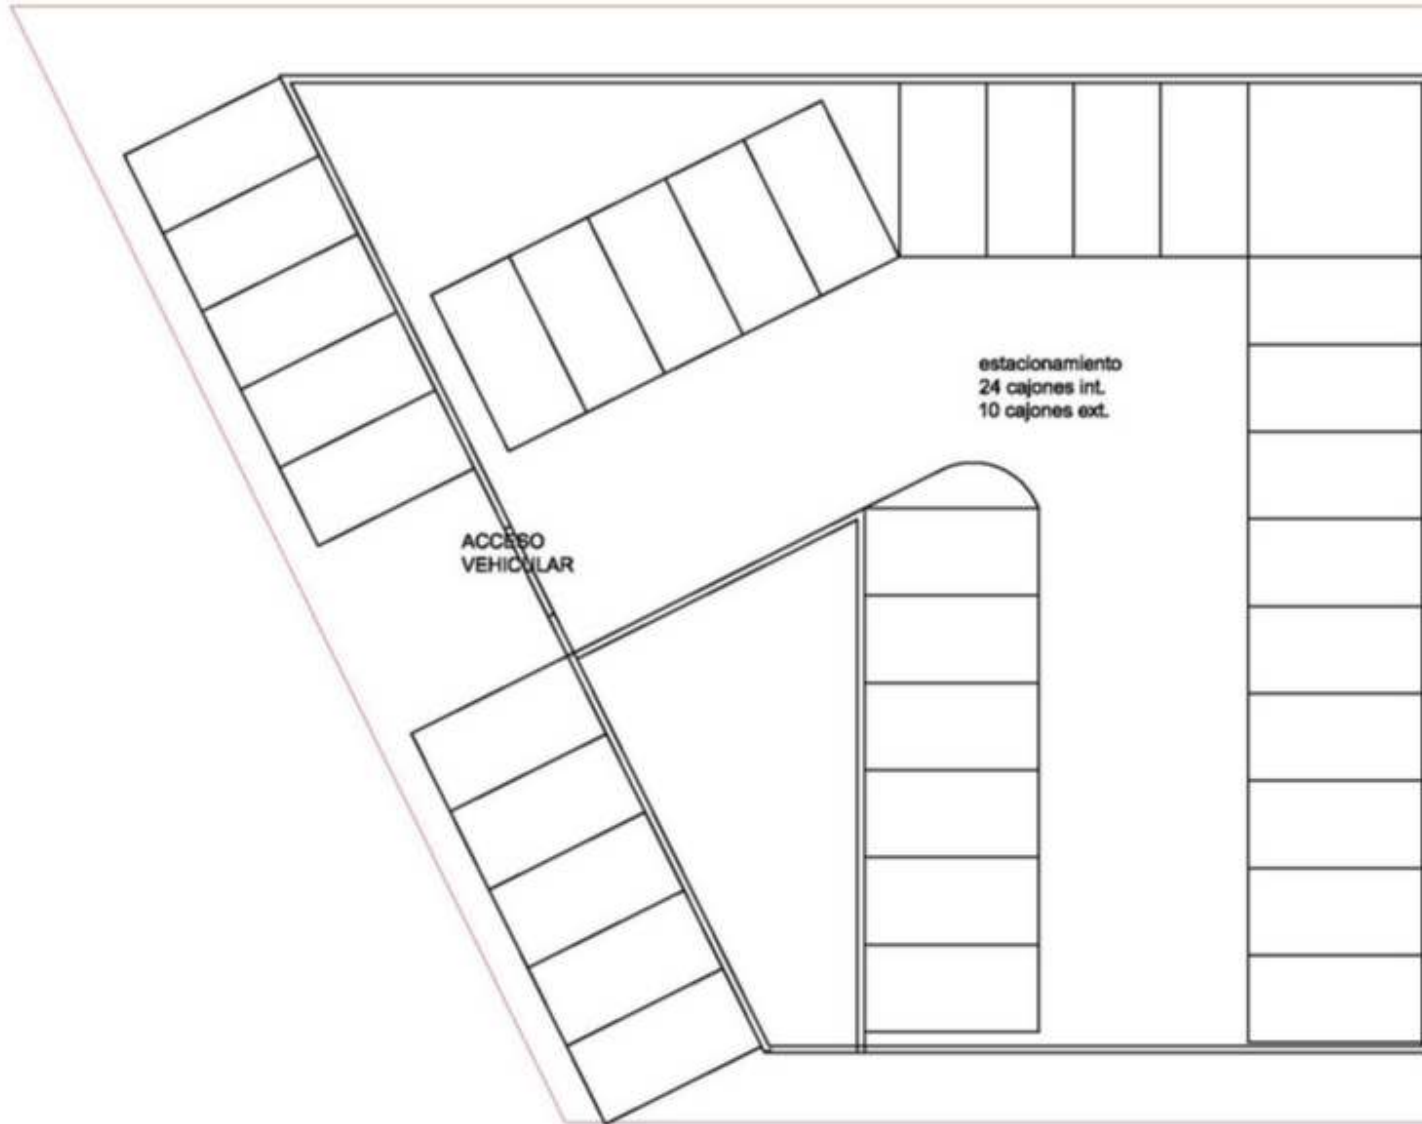 estacionamiento
24 cajones int.
10 cajones ext.
ACCESO
VEHICULAR